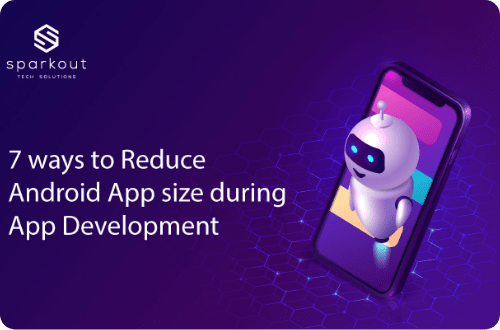 sparkout
TECH SOLUTIONS
7 ways to Reduce
Android App size during
App Development